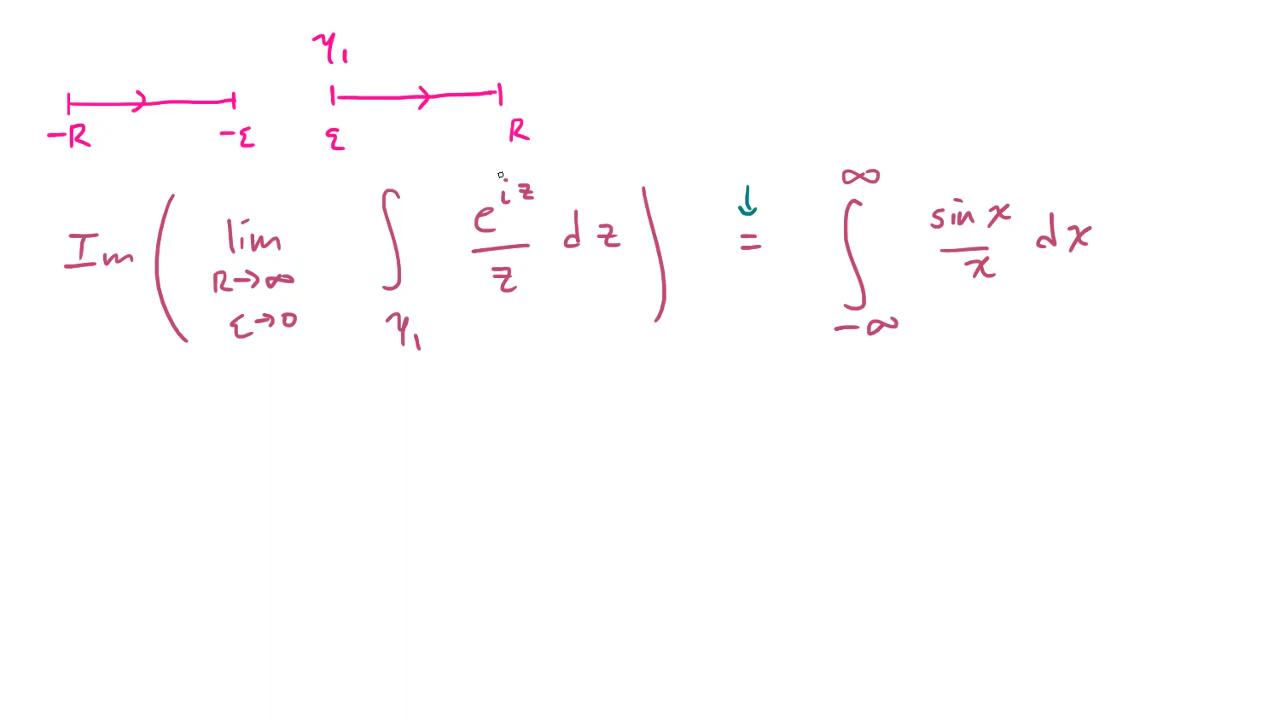 γ₁
-R -ε ε R
Im( lim R→∞ ε→0 ∫ γ₁ e^{iz}/z dz ) = ∫ -∞ ∞ sin x / x dx